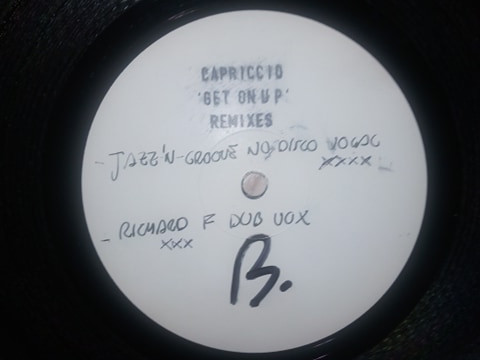 CAPRICCIO
'GET ON UP'
REMIXES
- JAZZ'N-GROOVE NU DISCO VOCAL
xxxx
- RICHARD F DUB VOX
xxx
B.